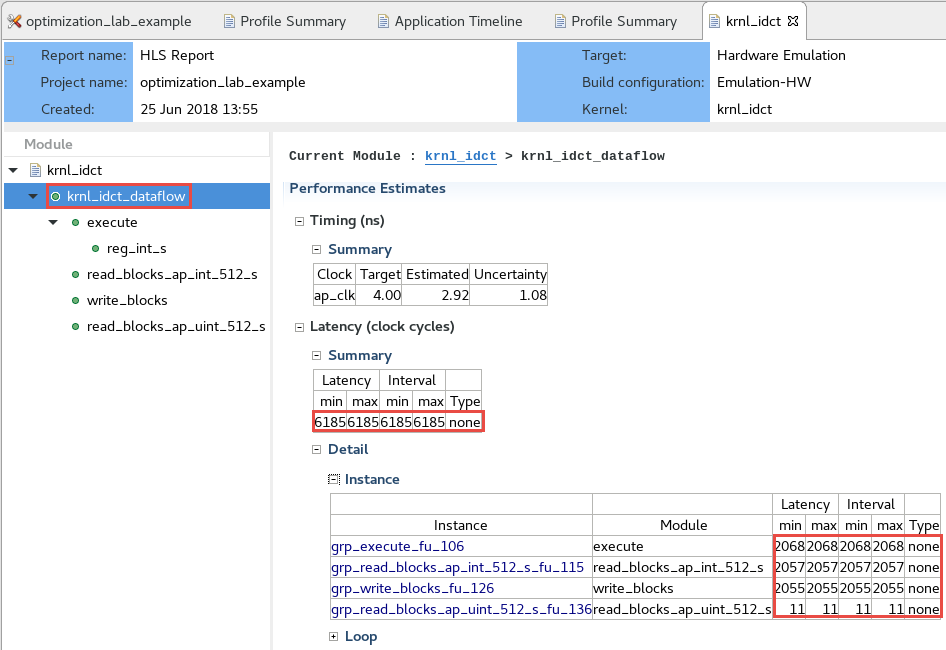 optimization_lab_example Profile Summary Application Timeline Profile Summary krnl_idct
Report name: HLS Report Target: Hardware Emulation
Project name: optimization_lab_example Build configuration: Emulation-HW
Created: 25 Jun 2018 13:55 Kernel: krnl_idct
Module
krnl_idct
krnl_idct_dataflow
execute
reg_int_s
read_blocks_ap_int_512_s
write_blocks
read_blocks_ap_uint_512_s
Current Module : krnl_idct > krnl_idct_dataflow
Performance Estimates
Timing (ns)
Summary
Clock Target Estimated Uncertainty
ap_clk 4.00 2.92 1.08
Latency (clock cycles)
Summary
Latency Interval
min max min max Type
6185 6185 6185 6185 none
Detail
Instance
Latency Interval
Instance Module min max min max Type
grp_execute_fu_106 execute 2068 2068 2068 2068 none
grp_read_blocks_ap_int_512_s_fu_115 read_blocks_ap_int_512_s 2057 2057 2057 2057 none
grp_write_blocks_fu_126 write_blocks 2055 2055 2055 2055 none
grp_read_blocks_ap_uint_512_s_fu_136 read_blocks_ap_uint_512_s 11 11 11 11 none
Loop